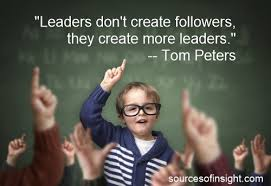 "Leaders don't create followers,
they create more leaders."
-- Tom Peters
sourcesofinsight.com